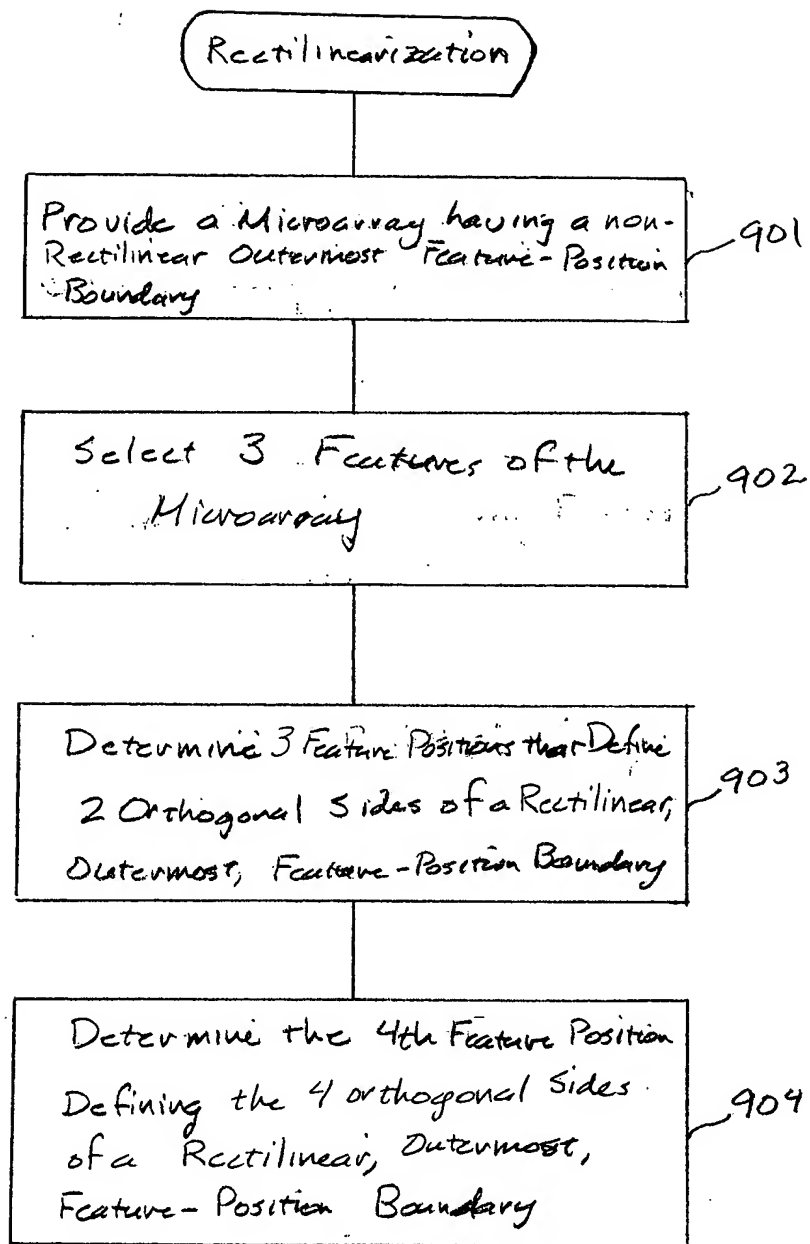 Rectilinearization
Provide a Microarray having a non-
Rectilinear Outermost Feature-Position
Boundary
901
Select 3 Features of the
Microarray
902
Determine 3 Feature Positions that Define
2 Orthogonal Sides of a Rectilinear,
Outermost, Feature-Position Boundary
903
Determine the 4th Feature Position
Defining the 4 orthogonal Sides
of a Rectilinear, Outermost,
Feature-Position Boundary
904